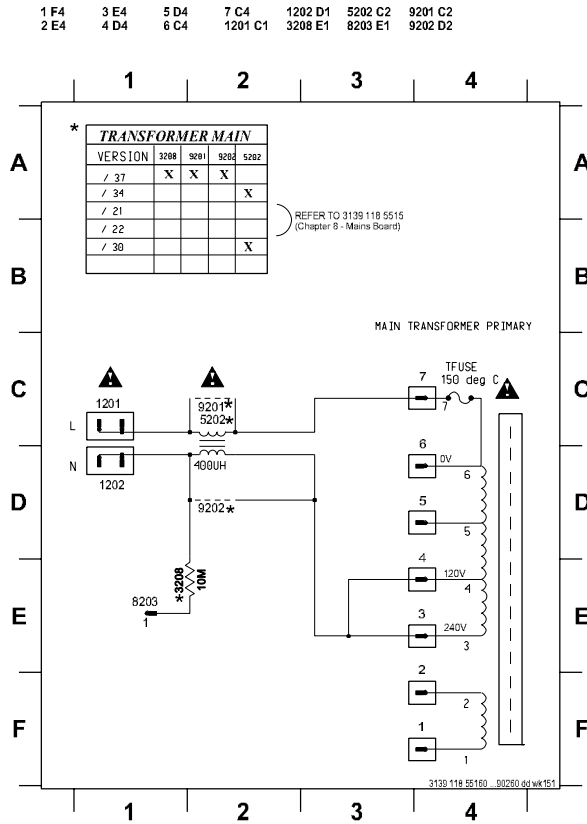 1 F4 3 E4 5 D4 7 C4 1202 D1 5202 C2 9201 C2
2 E4 4 D4 6 C4 1201 C1 3208 E1 8203 E1 9202 D2
1 2 3 4
A A
* TRANSFORMER MAIN
VERSION 3208 9201 9202 5202
/ 37 X X X
/ 34 X
/ 21
/ 22
/ 30 X
REFER TO 3139 118 5515
(Chapter 8 - Mains Board)
B B
MAIN TRANSFORMER PRIMARY
C C
TFUSE
150 deg C
7
7
1201
9201*
5202*
L
N
1202
400UH
D D
6
0V
6
5
5
9202*
4
120V
4
*3208
10M
8203
1
E E
3
240V
3
2
2
F F
1
1
3139 118 55160 ...90260 dd wk151
1 2 3 4